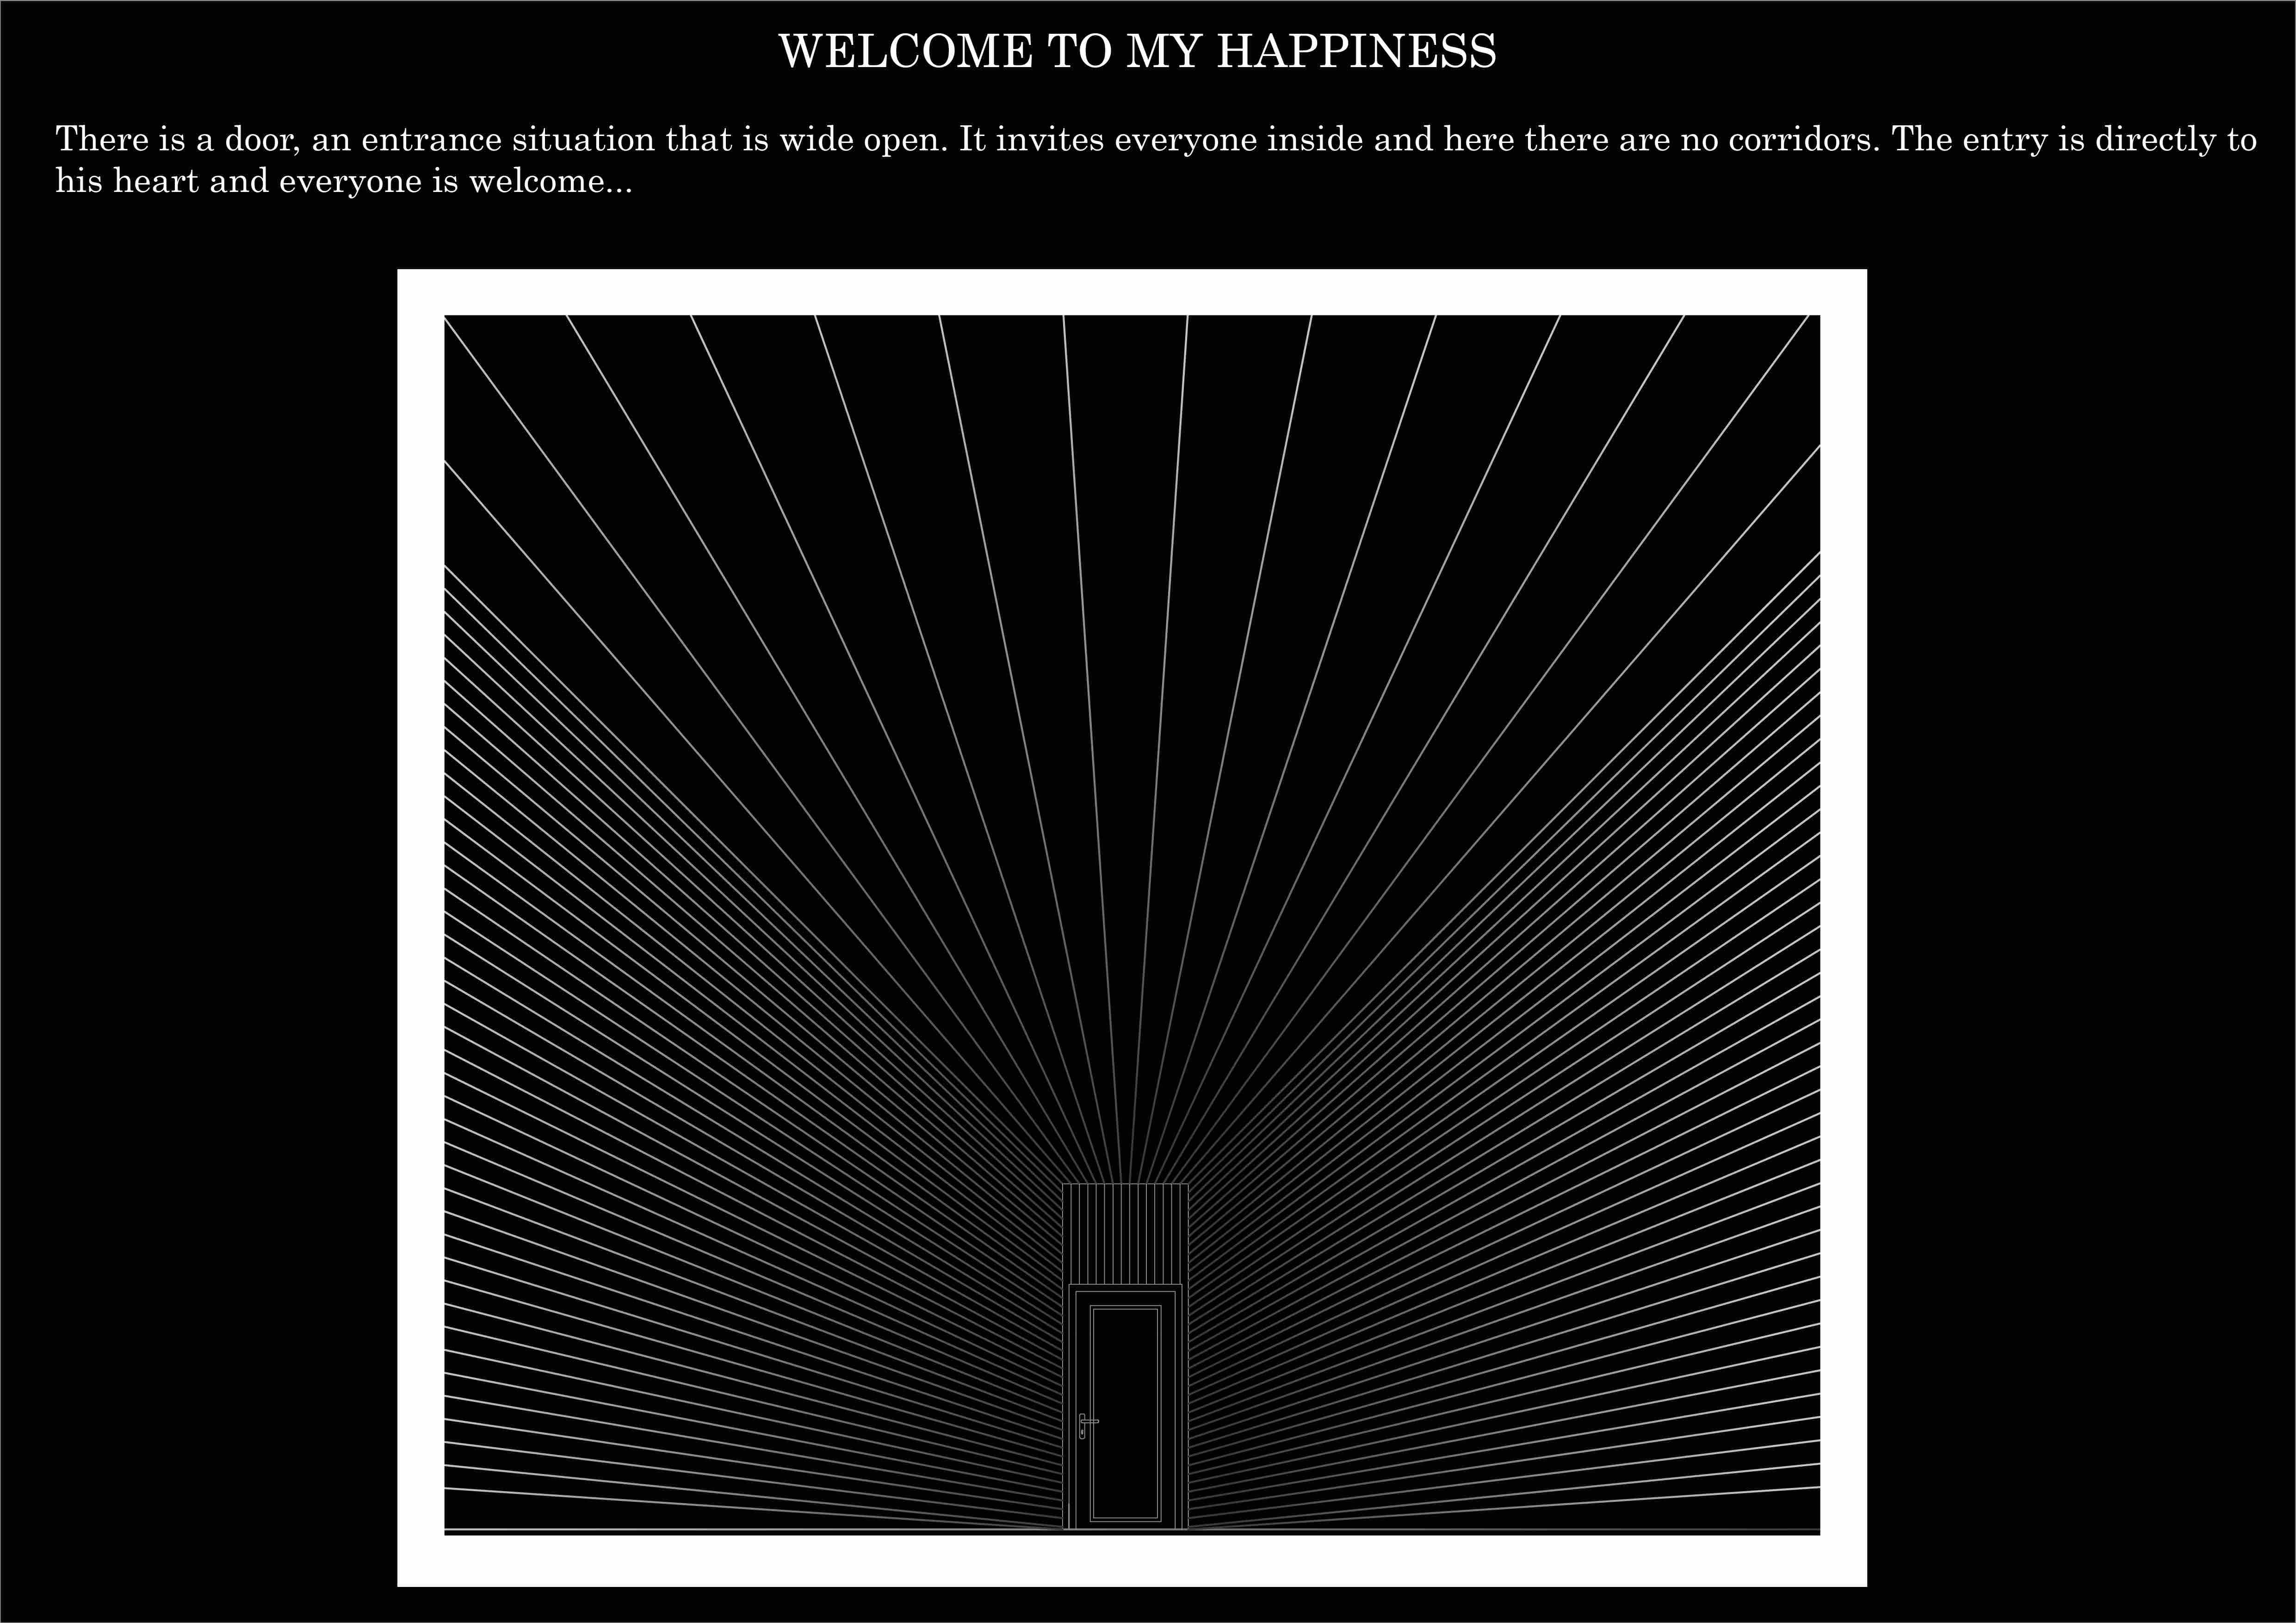 WELCOME TO MY HAPPINESS
There is a door, an entrance situation that is wide open. It invites everyone inside and here there are no corridors. The entry is directly to
his heart and everyone is welcome...